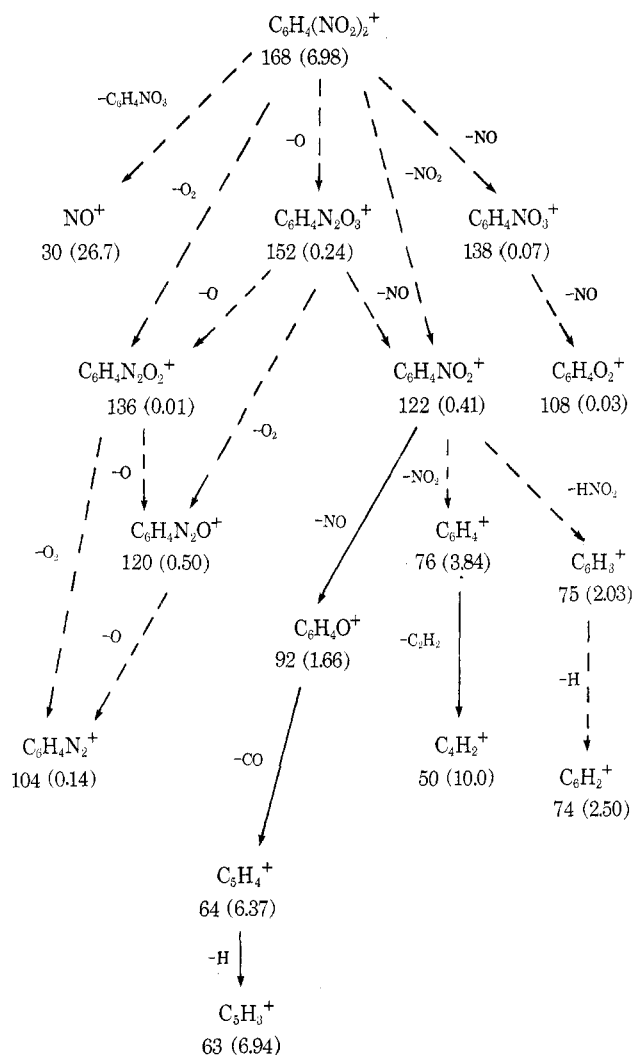 C₆H₄(NO₂)₂⁺
168 (6.98)
-C₆H₄NO₃
-O₂
-O
-NO₂
-NO
NO⁺
30 (26.7)
C₆H₄N₂O₃⁺
152 (0.24)
C₆H₄NO₃⁺
138 (0.07)
-O
-NO
-NO
C₆H₄N₂O₂⁺
136 (0.01)
C₆H₄NO₂⁺
122 (0.41)
C₆H₄O₂⁺
108 (0.03)
-O₂
-O
-NO₂
-HNO₂
-NO
C₆H₄N₂O⁺
120 (0.50)
C₆H₄⁺
76 (3.84)
C₆H₃⁺
75 (2.03)
-O₂
-O
C₆H₄O⁺
92 (1.66)
-C₂H₂
-H
C₆H₄N₂⁺
104 (0.14)
-CO
C₄H₂⁺
50 (10.0)
C₆H₂⁺
74 (2.50)
C₅H₄⁺
64 (6.37)
-H
C₅H₃⁺
63 (6.94)